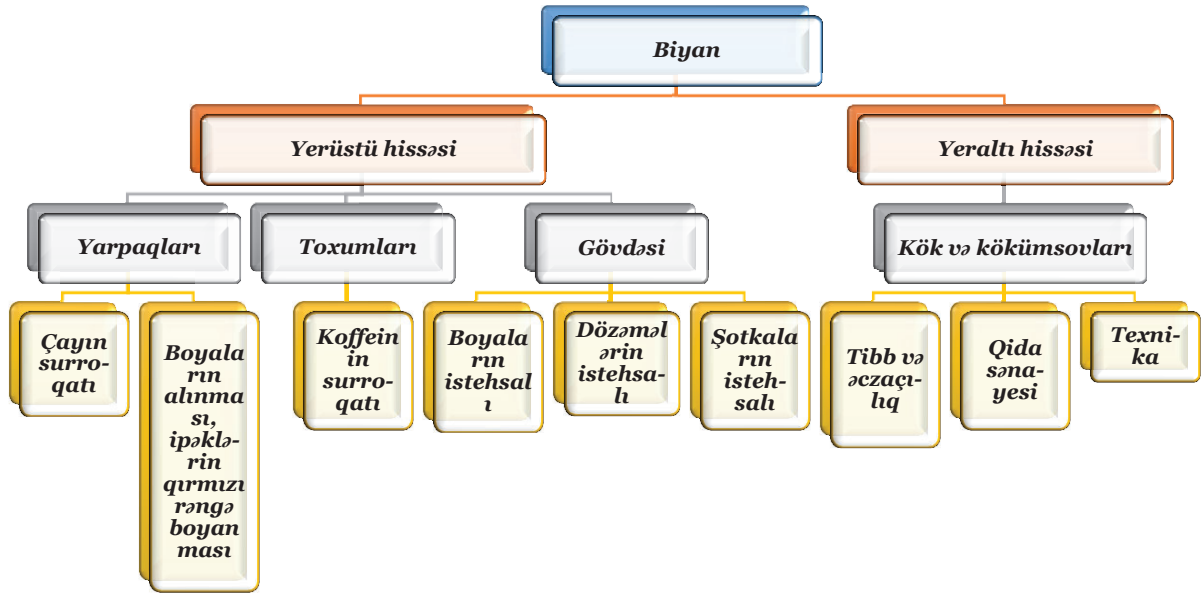 Biyan
Yerüstü hissəsi
Yeraltı hissəsi
Yarpaqları
Toxumları
Gövdəsi
Kök və kökümsovları
Çayın
surro-
qatı
Boyala
rın
alınma
sı,
ipəklə-
rin
qırmızı
rəngə
boyan
ması
Koffein
in
surro-
qatı
Boyala
rın
istehsal
ı
Dözəməl
ərin
istehsa-
lı
Şotkala
rın
isteh-
salı
Tibb və
əczaçı-
lıq
Qida
səna-
yesi
Texni-
ka